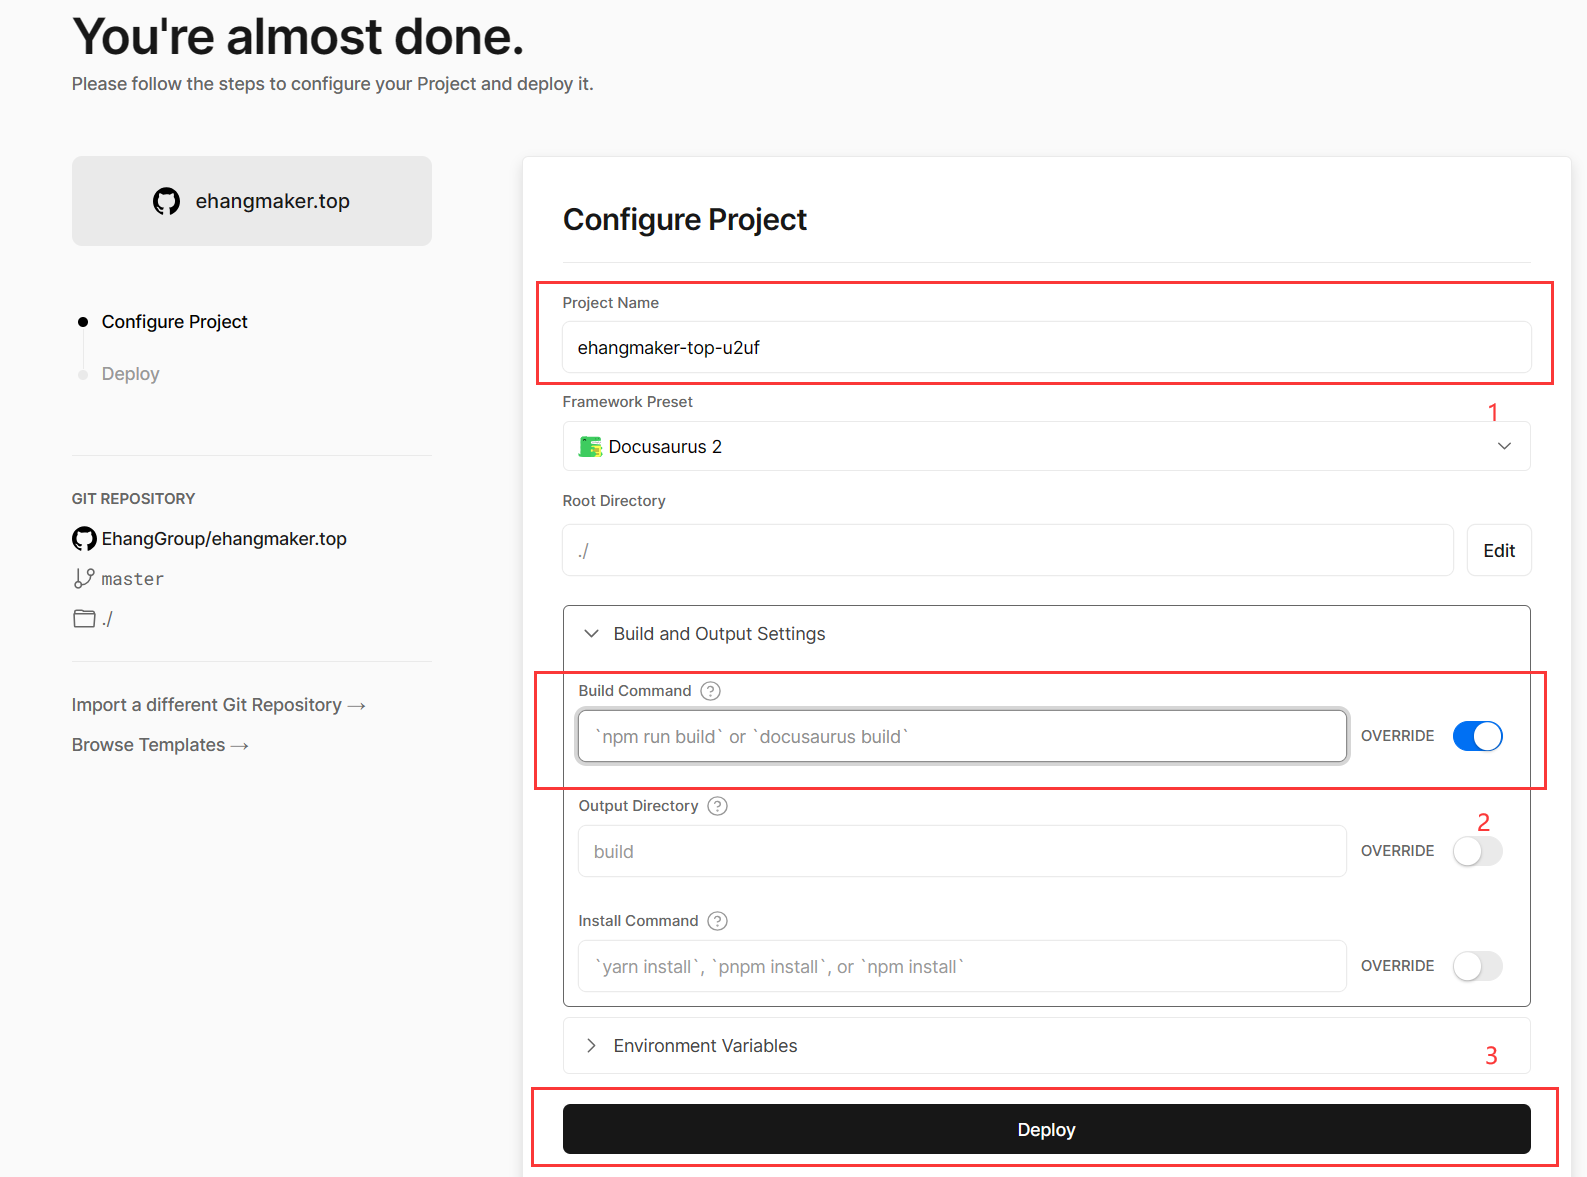 You're almost done.
Please follow the steps to configure your Project and deploy it.
ehangmaker.top
Configure Project
Deploy
GIT REPOSITORY
EhangGroup/ehangmaker.top
master
./
Import a different Git Repository →
Browse Templates →
Configure Project
Project Name
ehangmaker-top-u2uf
Framework Preset
1
Docusaurus 2
Root Directory
./
Edit
Build and Output Settings
Build Command ?
`npm run build` or `docusaurus build`
OVERRIDE
Output Directory ?
2
build
OVERRIDE
Install Command ?
`yarn install`, `pnpm install`, or `npm install`
OVERRIDE
Environment Variables
3
Deploy